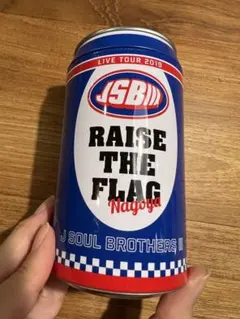 LIVE TOUR 2019
JSBIII
RAISE
THE
FLAG
Nagoya
J SOUL BROTHERS III